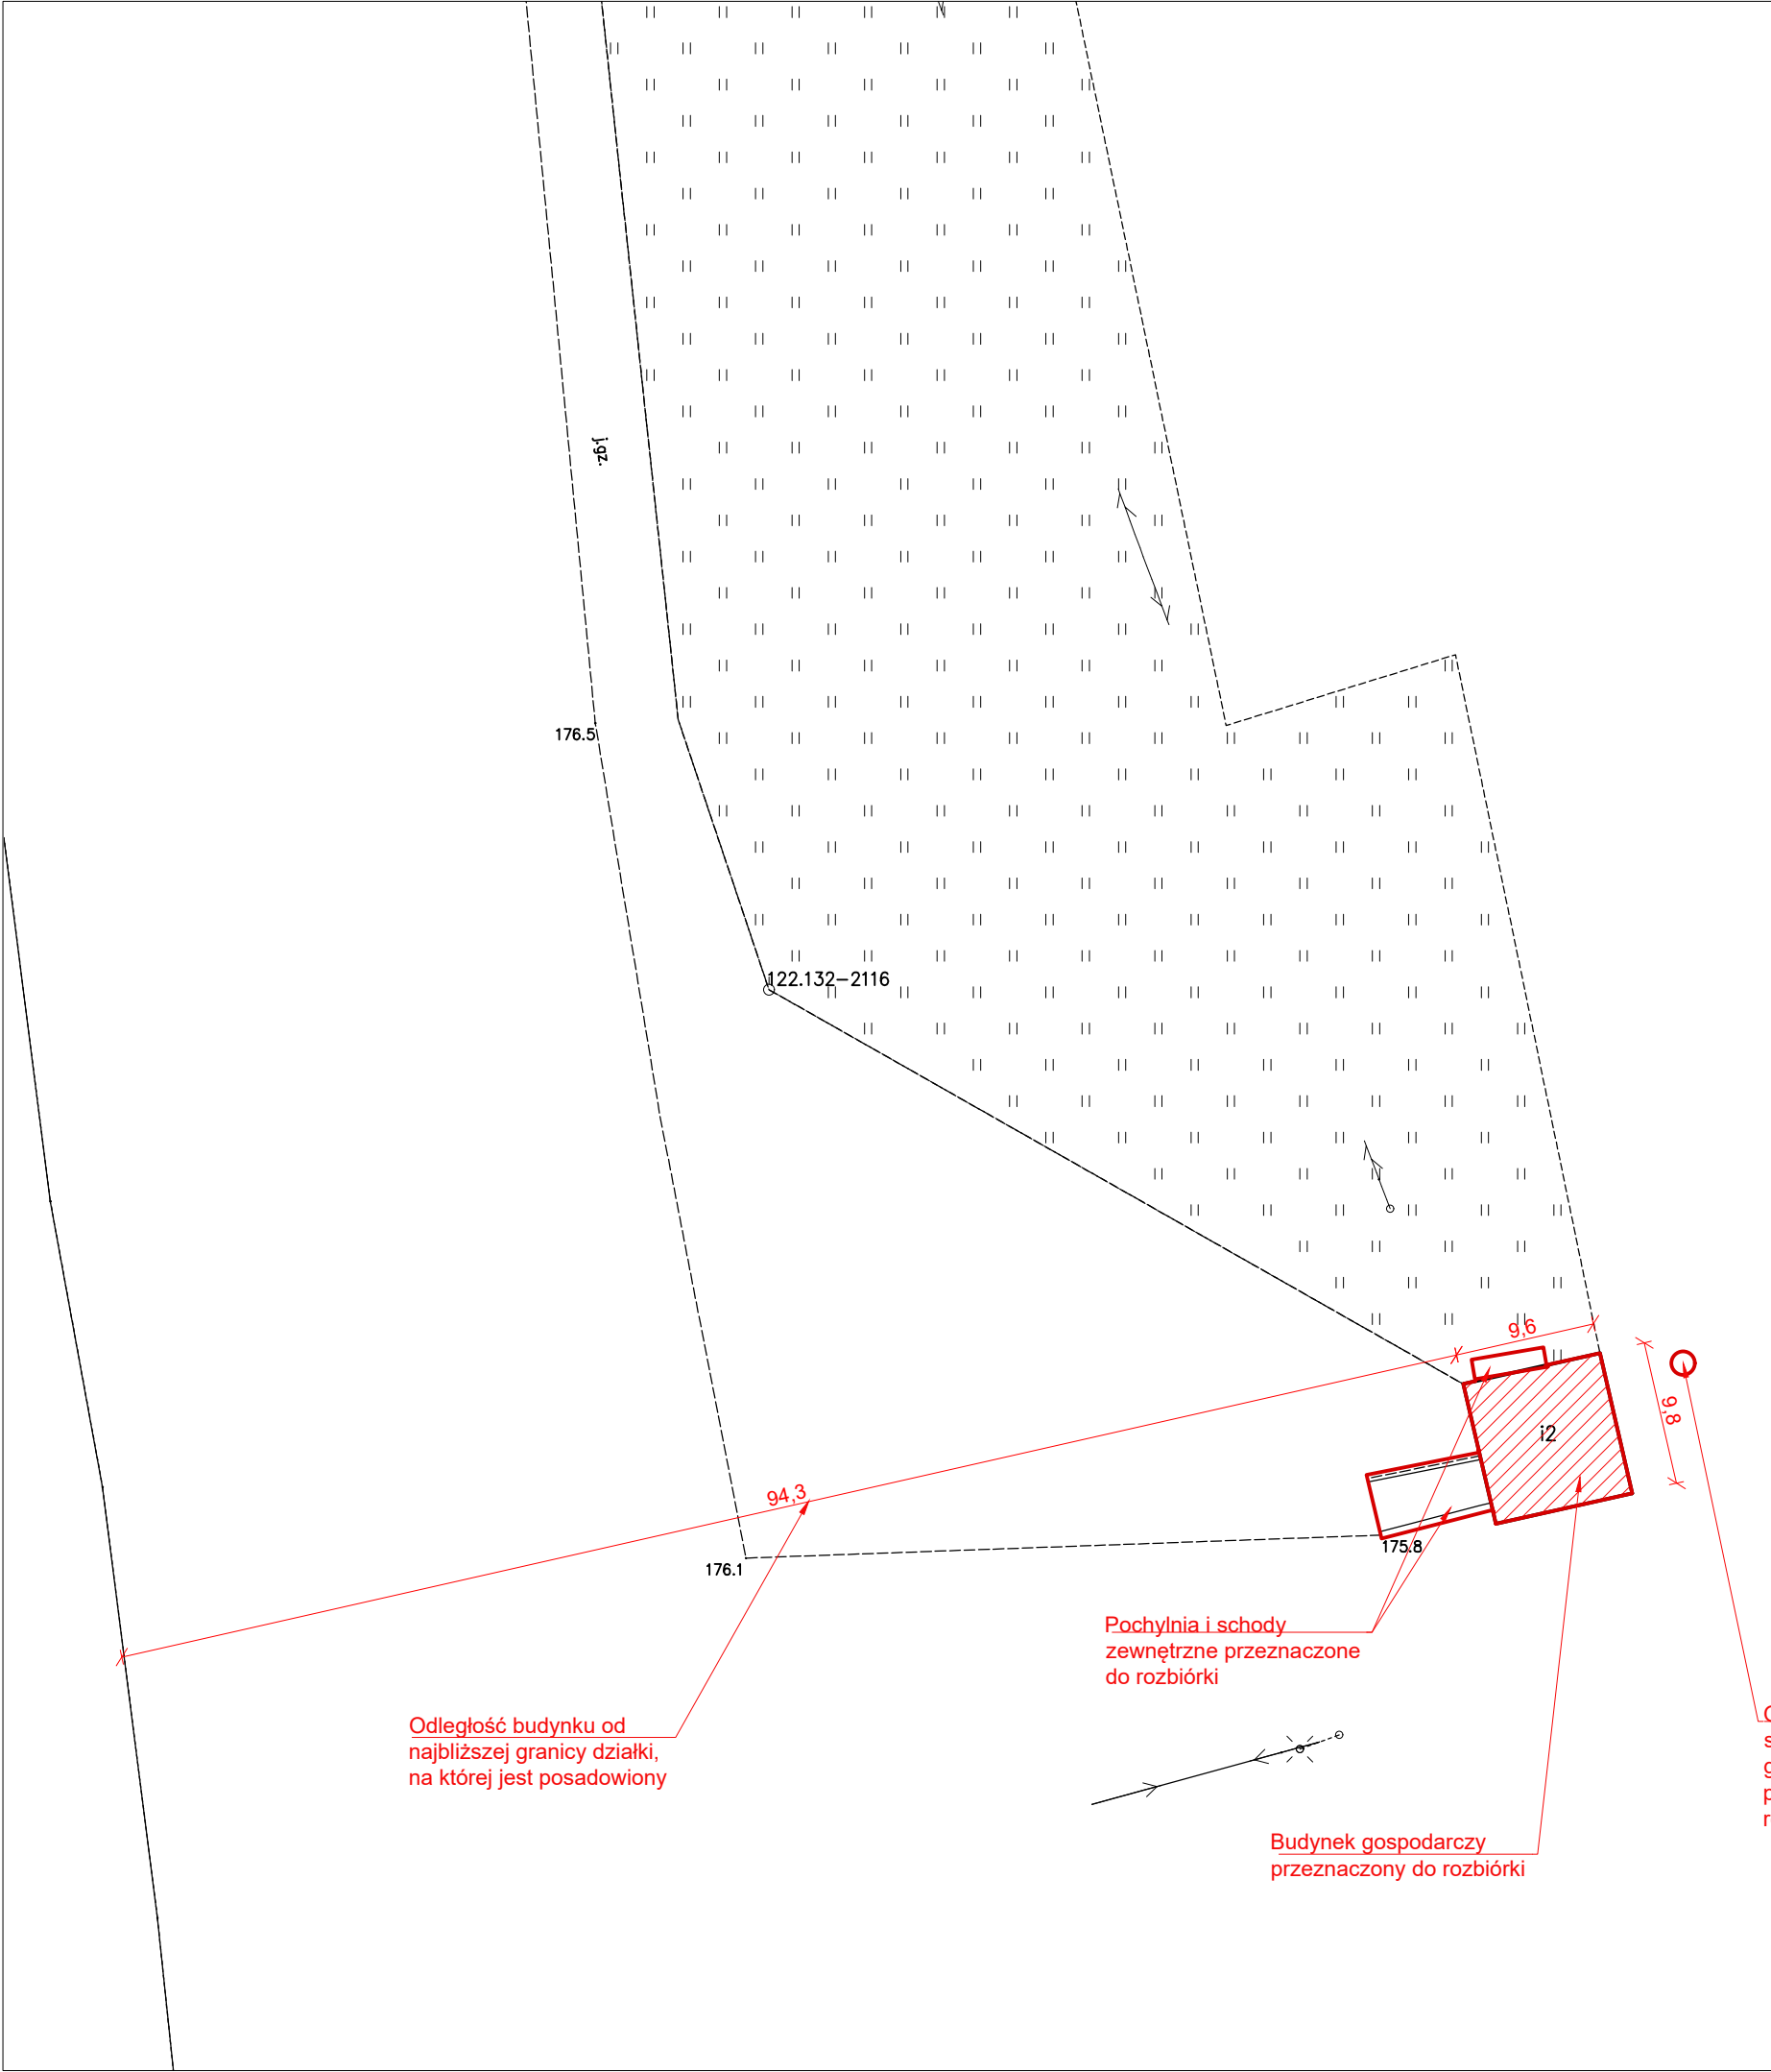 j.gz.
176.5
122.132-2116
9,6
9,8
i2
94,3
175.8
176.1
Pochylnia i schody
zewnętrzne przeznaczone
do rozbiórki
Odległość budynku od
najbliższej granicy działki,
na której jest posadowiony
s
g
p
r
Budynek gospodarczy
przeznaczony do rozbiórki